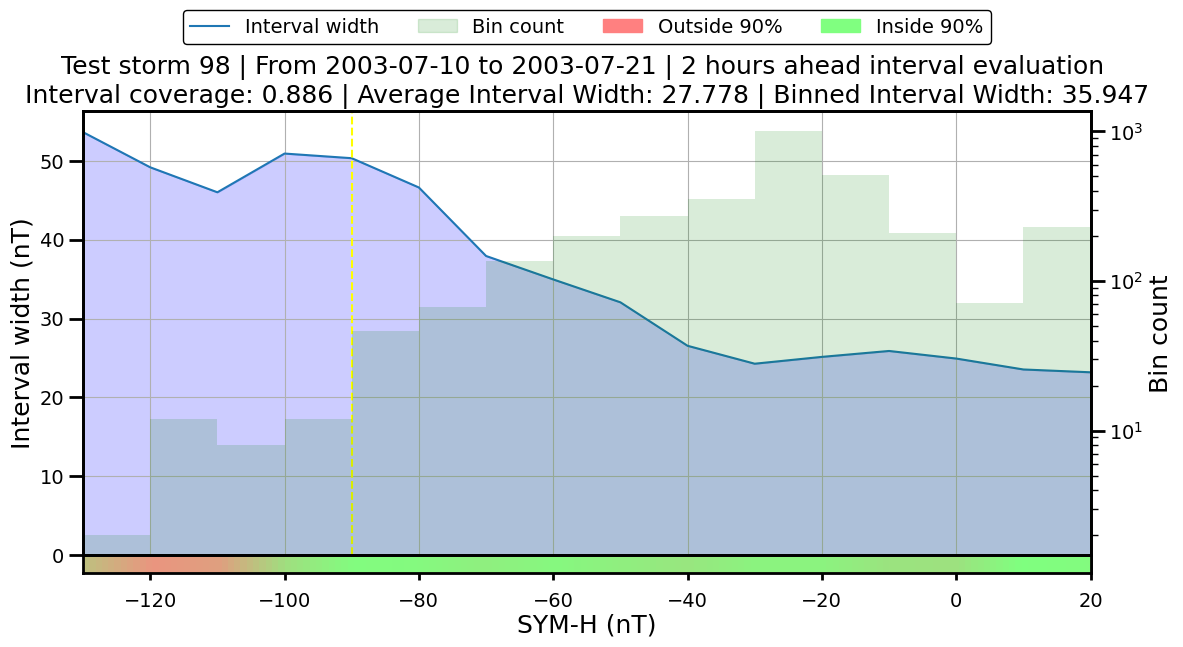 Interval width Bin count Outside 90% Inside 90%
Test storm 98 | From 2003-07-10 to 2003-07-21 | 2 hours ahead interval evaluation
Interval coverage: 0.886 | Average Interval Width: 27.778 | Binned Interval Width: 35.947
Interval width (nT)
50
40
30
20
10
0
10³
10²
10¹
Bin count
−120 −100 −80 −60 −40 −20 0 20
SYM-H (nT)